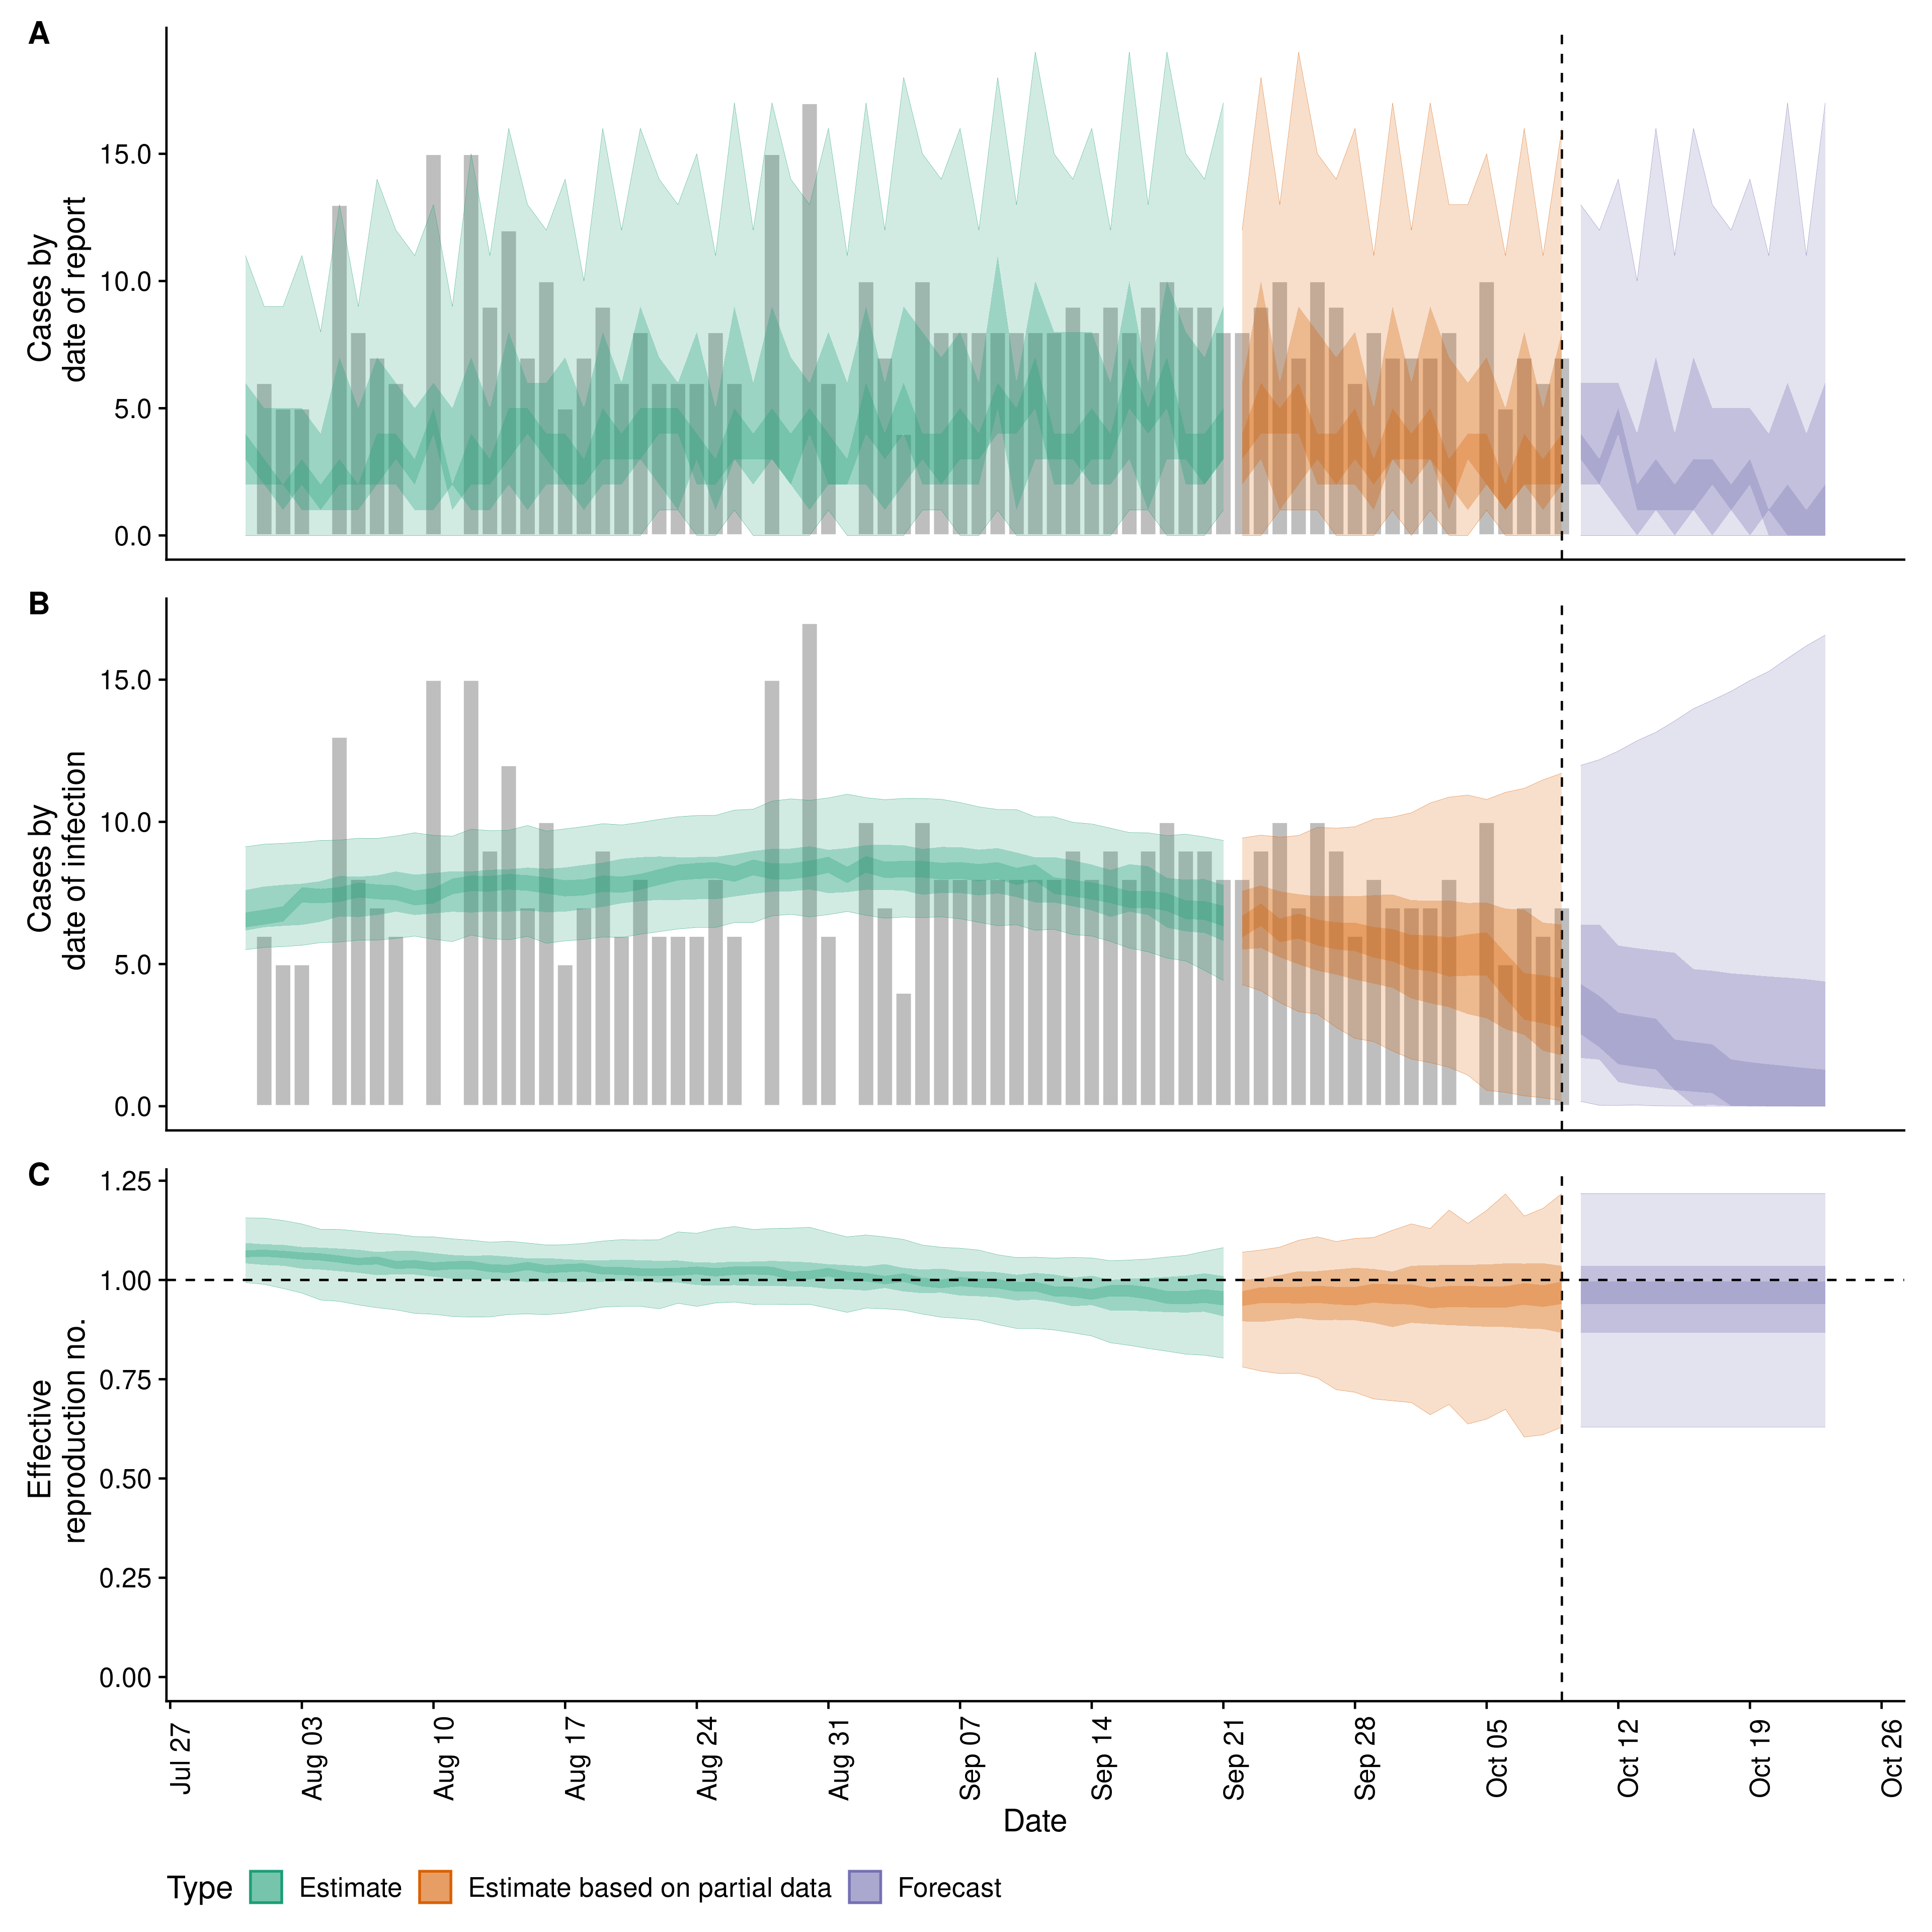 A
Cases by
date of report
15.0
10.0
5.0
0.0
B
Cases by
date of infection
15.0
10.0
5.0
0.0
C
Effective
reproduction no.
1.25
1.00
0.75
0.50
0.25
0.00
Jul 27
Aug 03
Aug 10
Aug 17
Aug 24
Aug 31
Sep 07
Sep 14
Sep 21
Sep 28
Oct 05
Oct 12
Oct 19
Oct 26
Date
Type Estimate Estimate based on partial data Forecast